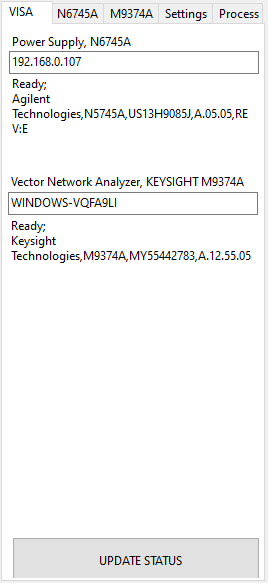 VISA N6745A M9374A Settings Process
Power Supply, N6745A
192.168.0.107
Ready;
Agilent
Technologies,N5745A,US13H9085J,A.05.05,RE
V:E
Vector Network Analyzer, KEYSIGHT M9374A
WINDOWS-VQFA9LI
Ready;
Keysight
Technologies,M9374A,MY55442783,A.12.55.05
UPDATE STATUS